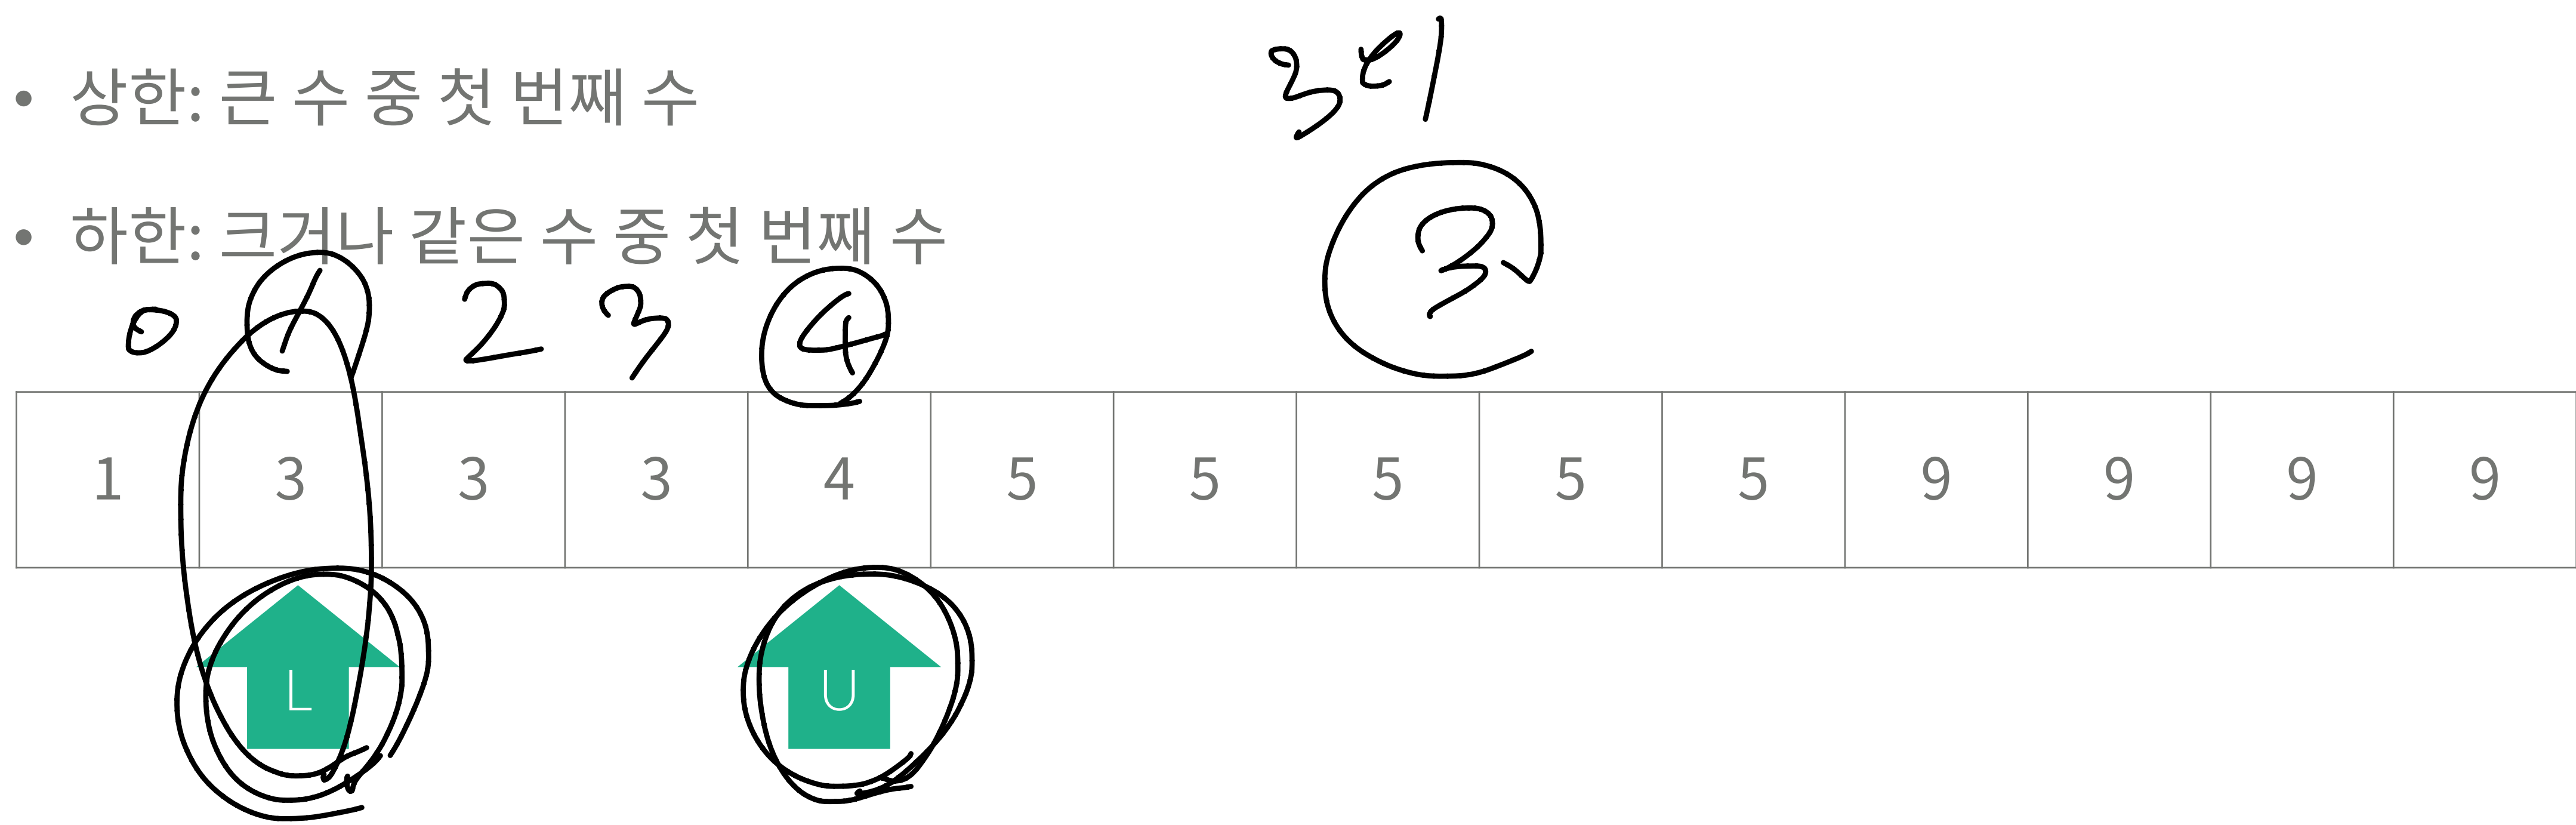 • 상한: 큰 수 중 첫 번째 수
• 하한: 크거나 같은 수 중 첫 번째 수
3의
3
0 1 2 3 4
1 3 3 3 4 5 5 5 5 5 9 9 9 9
L U